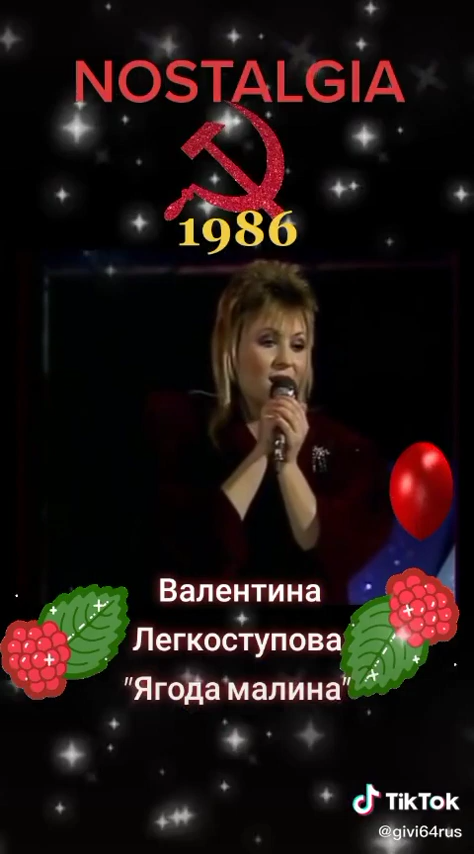 NOSTALGIA
1986
Валентина
Легкоступова
"Ягода малина"
TikTok
@givi64rus